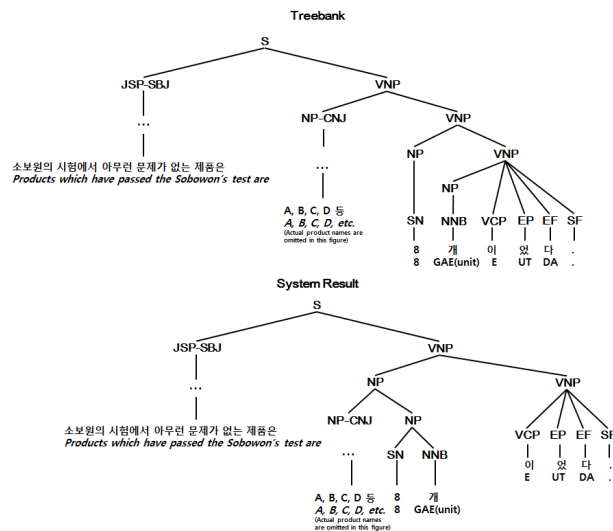 Treebank
S
JSP-SBJ VNP
... NP-CNJ VNP
... NP VNP
소보원의 시험에서 아무런 문제가 없는 제품은
Products which have passed the Sobowon's test are
NP
A, B, C, D 등
A, B, C, D, etc.
(Actual product names are
omitted in this figure)
SN NNB VCP EP EF SF
8 개 이 었 다 .
8 GAE(unit) E UT DA .
System Result
S
JSP-SBJ VNP
... NP VNP
소보원의 시험에서 아무런 문제가 없는 제품은
Products which have passed the Sobowon's test are
NP-CNJ NP
... SN NNB
VCP EP EF SF
이 었 다 .
E UT DA .
A, B, C, D 등 8 개
A, B, C, D, etc. 8 GAE(unit)
(Actual product names
are omitted in this figure)